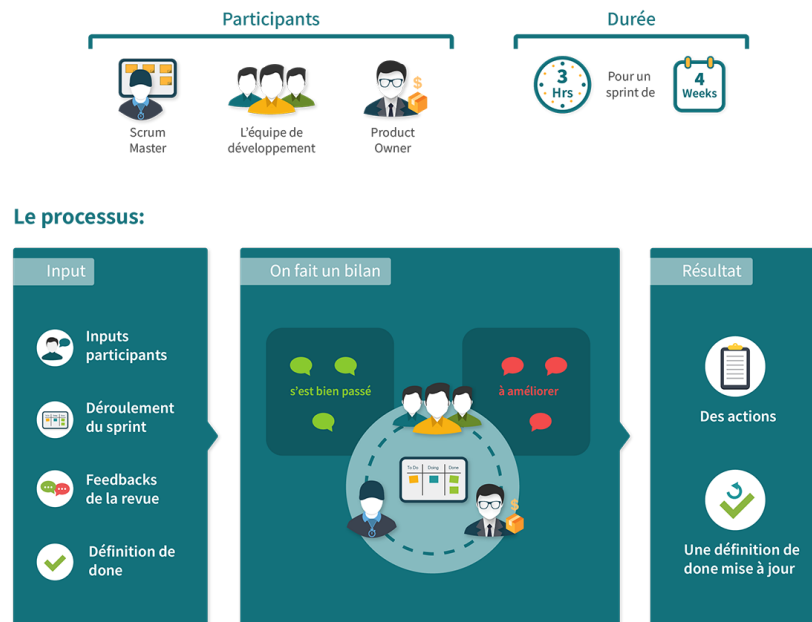 Participants
Durée
3
Hrs
Pour un
sprint de
4
Weeks
Scrum
Master
L'équipe de
développement
Product
Owner
Le processus:
Input
Inputs
participants
Déroulement
du sprint
Feedbacks
de la revue
Définition de
done
On fait un bilan
s'est bien passé
à améliorer
To Do
Doing
Done
Résultat
Des actions
Une définition de
done mise à jour